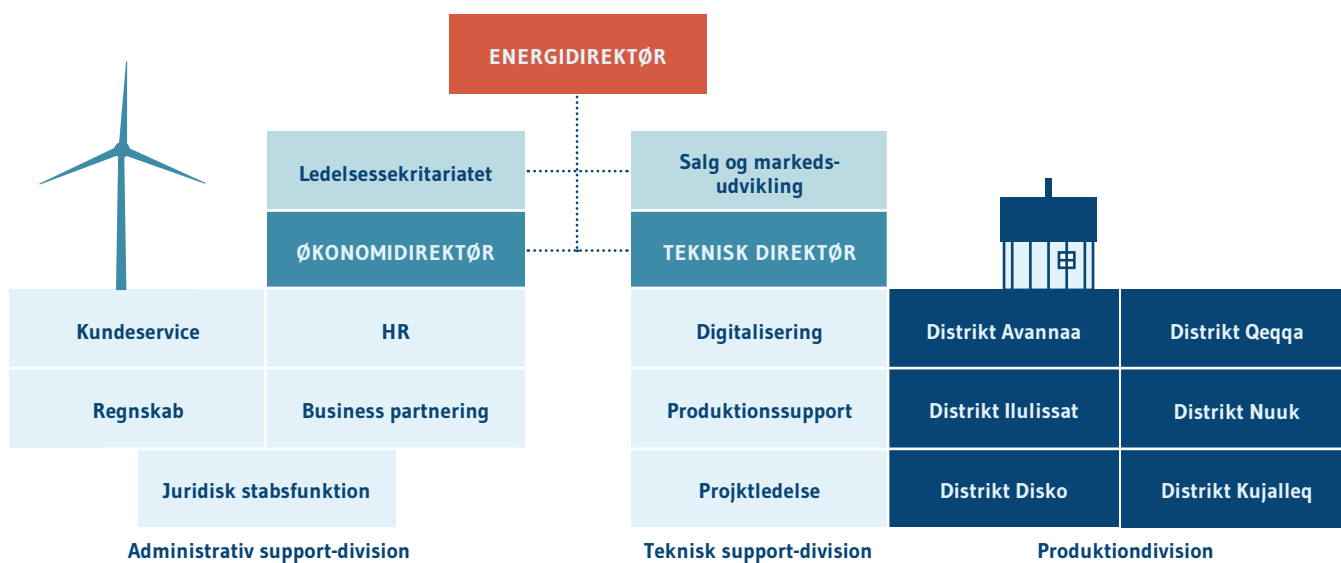 ENERGIDIREKTØR
Ledelsessekritariatet
Salg og markeds-
udvikling
ØKONOMIDIREKTØR
TEKNISK DIREKTØR
Kundeservice
HR
Digitalisering
Distrikt Avannaa
Distrikt Qeqqa
Regnskab
Business partnering
Produktionssupport
Distrikt Ilulissat
Distrikt Nuuk
Juridisk stabsfunktion
Projktledelse
Distrikt Disko
Distrikt Kujalleq
Administrativ support-division
Teknisk support-division
Produktiondivision